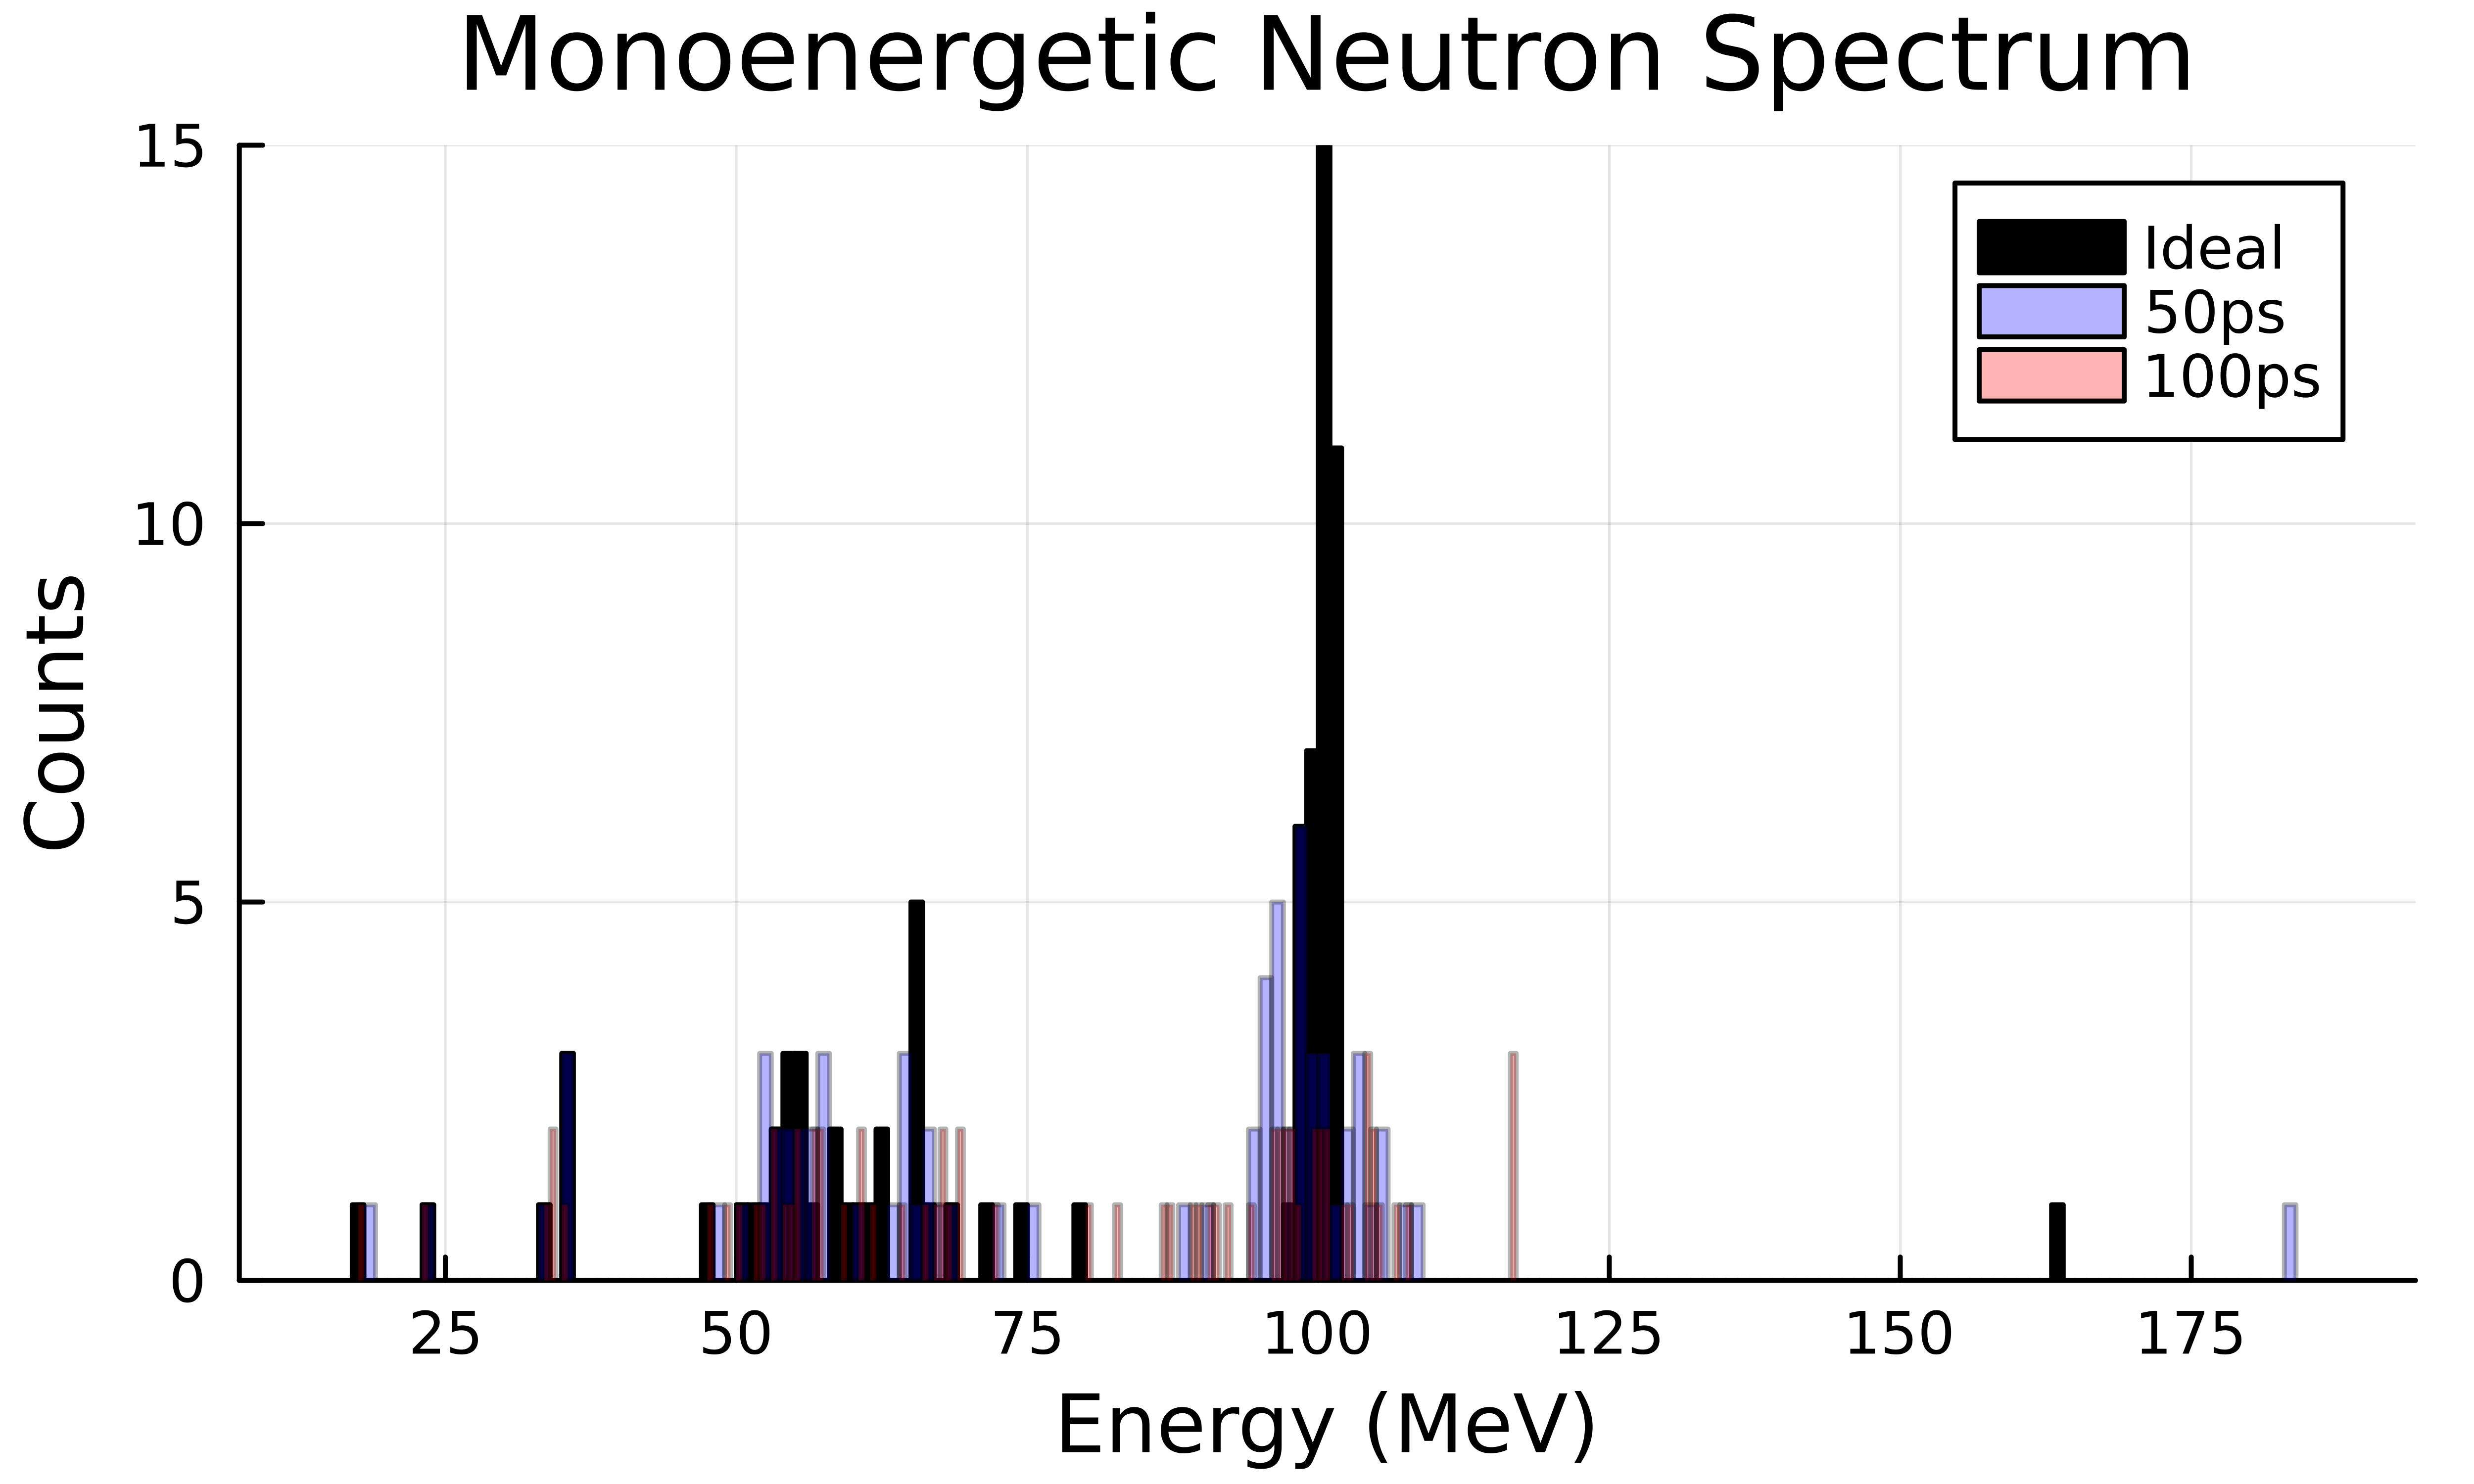 Monoenergetic Neutron Spectrum
15
10
5
0
Counts
Ideal
50ps
100ps
25 50 75 100 125 150 175
Energy (MeV)